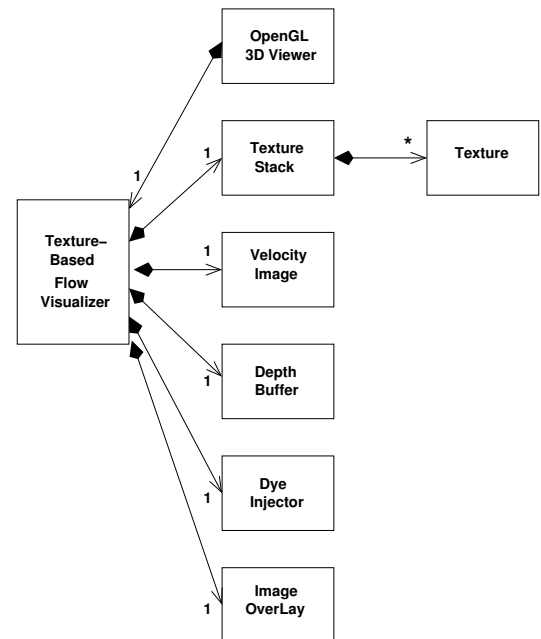 OpenGL
3D Viewer
1
1
Texture
Stack
*
Texture
Texture–
Based
Flow
Visualizer
1
Velocity
Image
1
Depth
Buffer
1
Dye
Injector
1
Image
OverLay